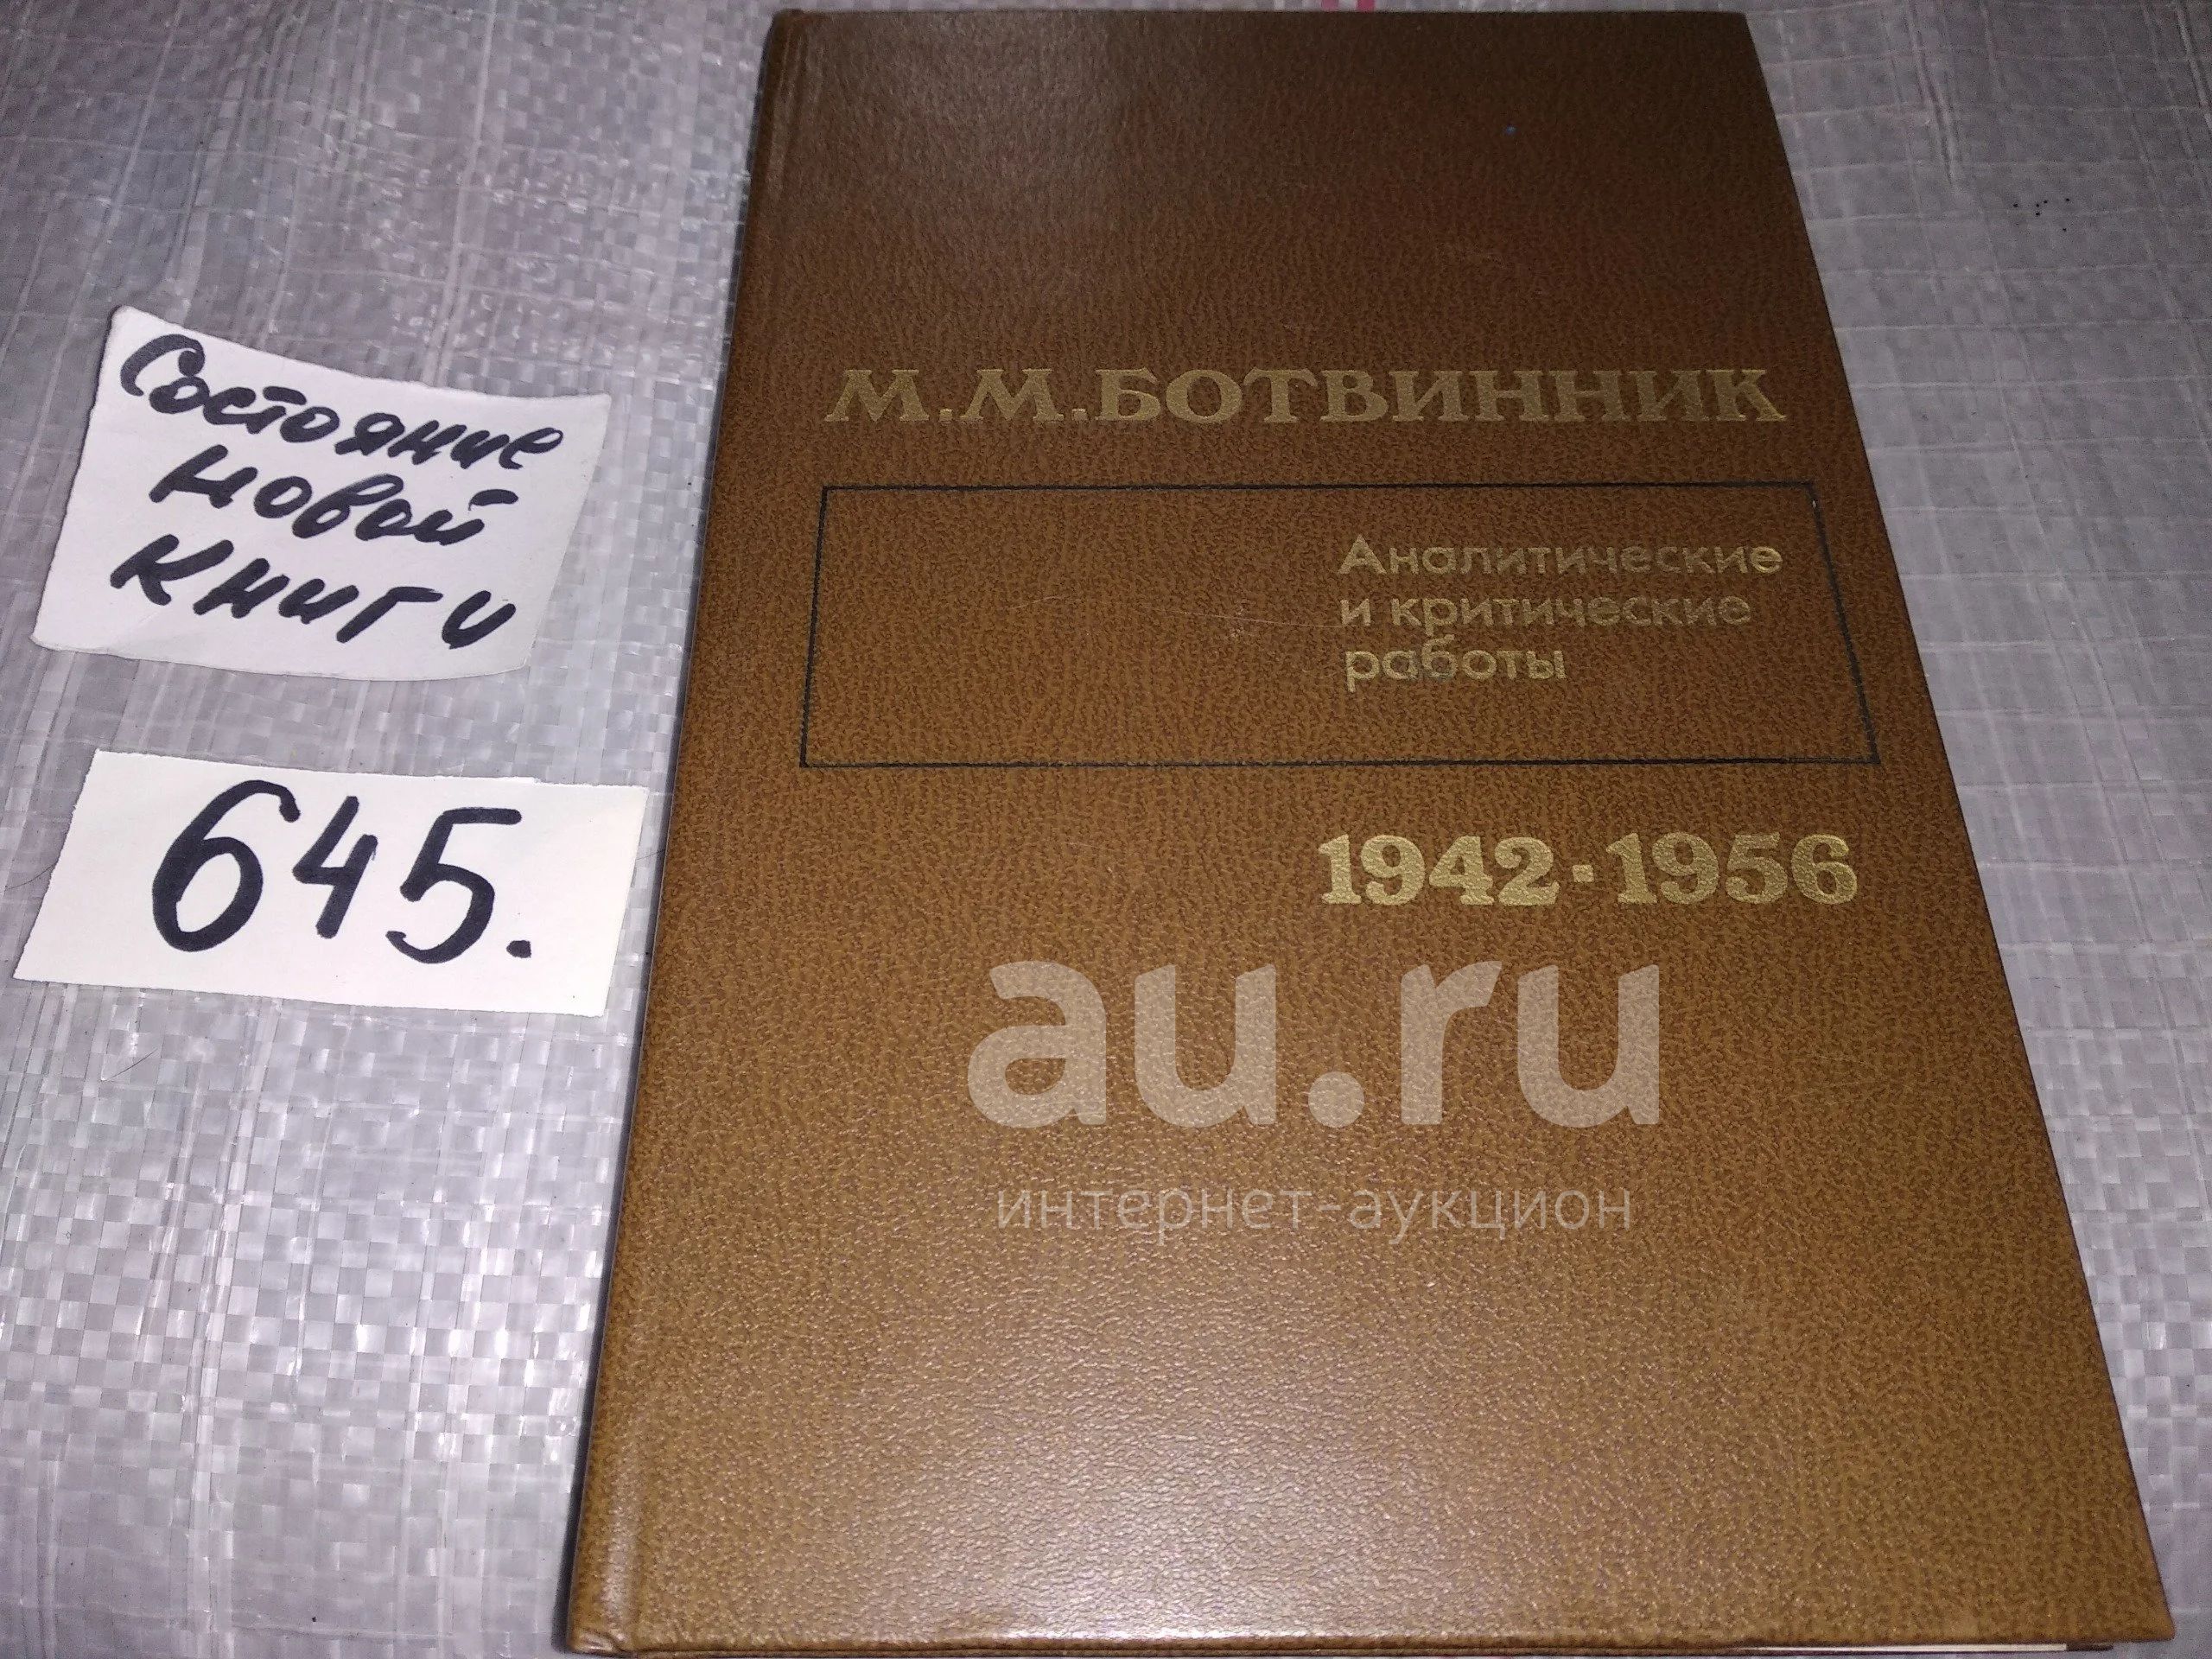 Состояние
новой
книги
645.
М.М.БОТВИННИК
Аналитические
и критические
работы
1942·1956
au.ru
интернет-аукцион